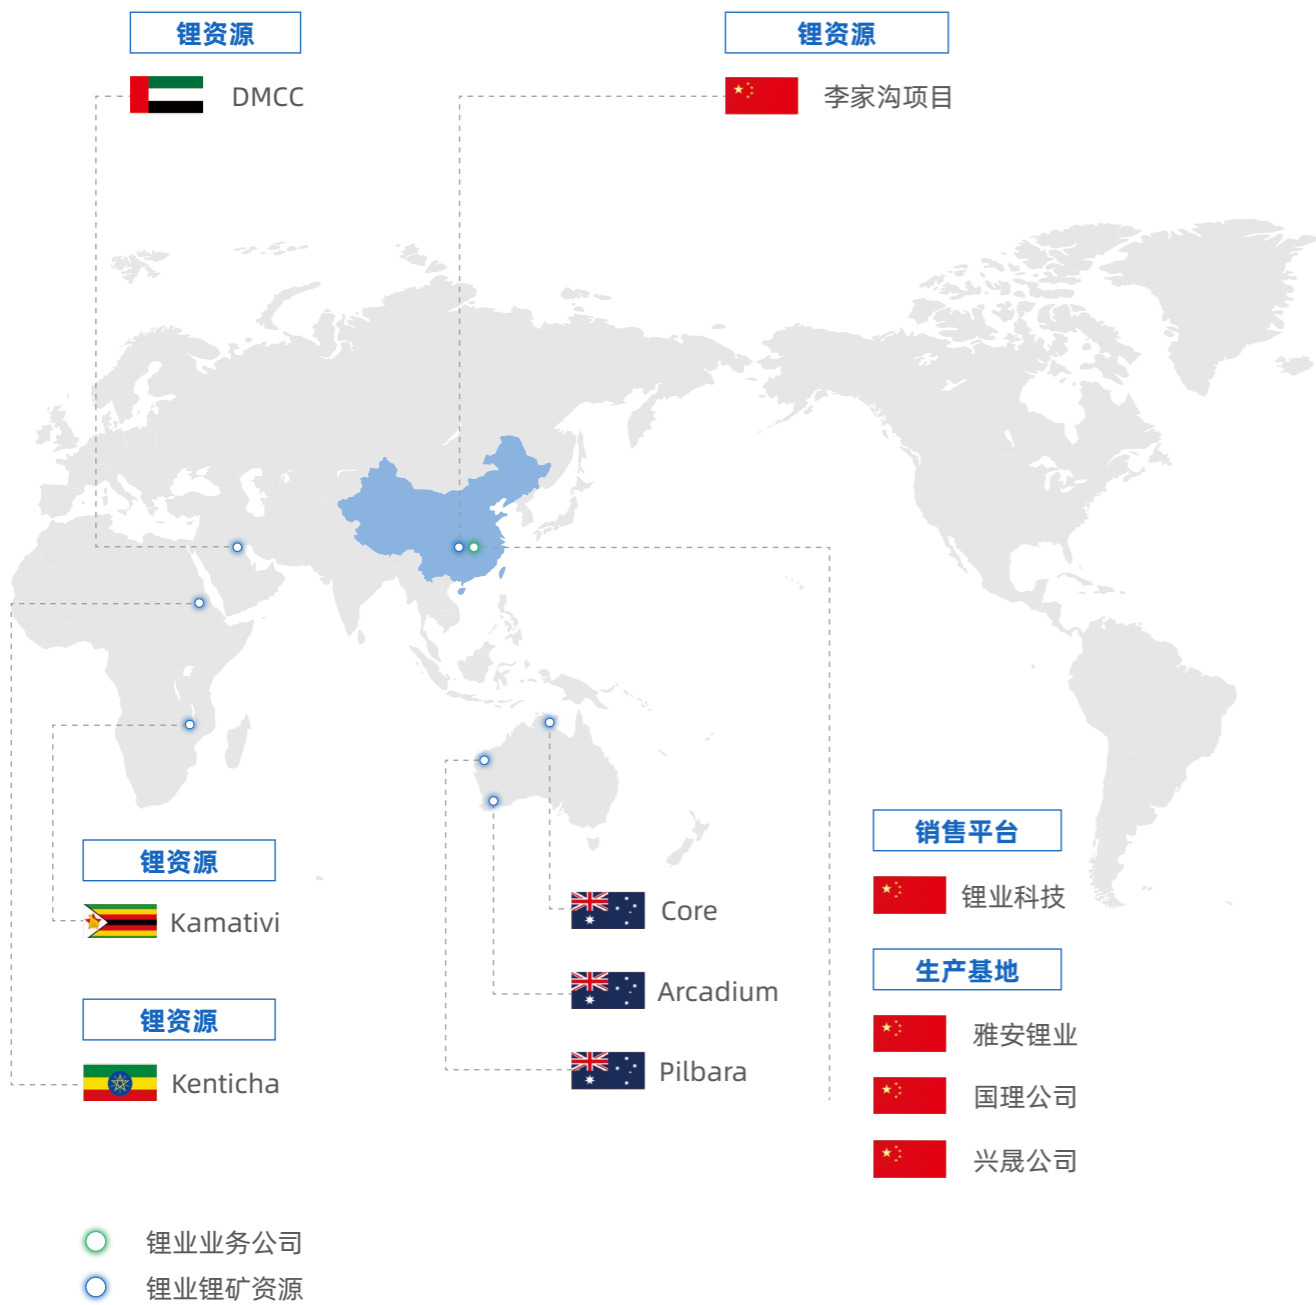 锂资源
DMCC
锂资源
李家沟项目
锂资源
Kamativi
锂资源
Kenticha
Core
Arcadium
Pilbara
销售平台
锂业科技
生产基地
雅安锂业
国理公司
兴晟公司
锂业业务公司
锂业锂矿资源